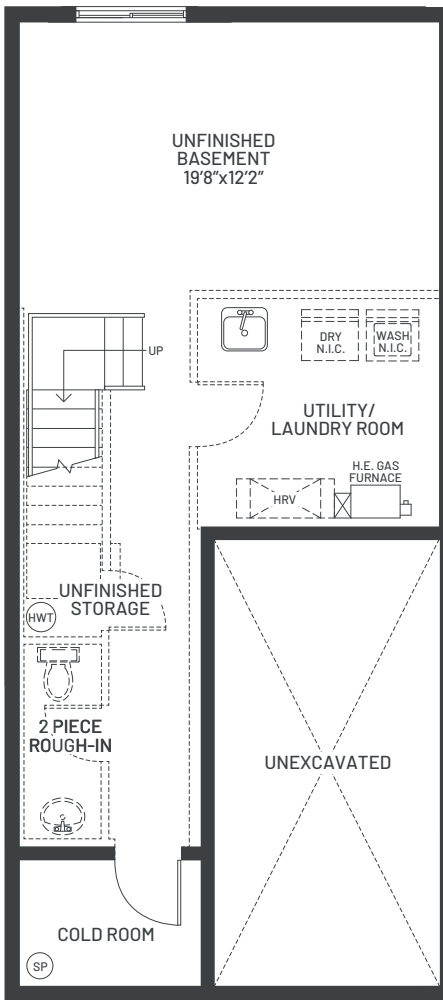 UNFINISHED
BASEMENT
19'8"x12'2"
UP
DRY
N.I.C.
WASH
N.I.C.
UTILITY/
LAUNDRY ROOM
H.E. GAS
FURNACE
HRV
UNFINISHED
STORAGE
HWT
2 PIECE
ROUGH-IN
UNEXCAVATED
COLD ROOM
SP